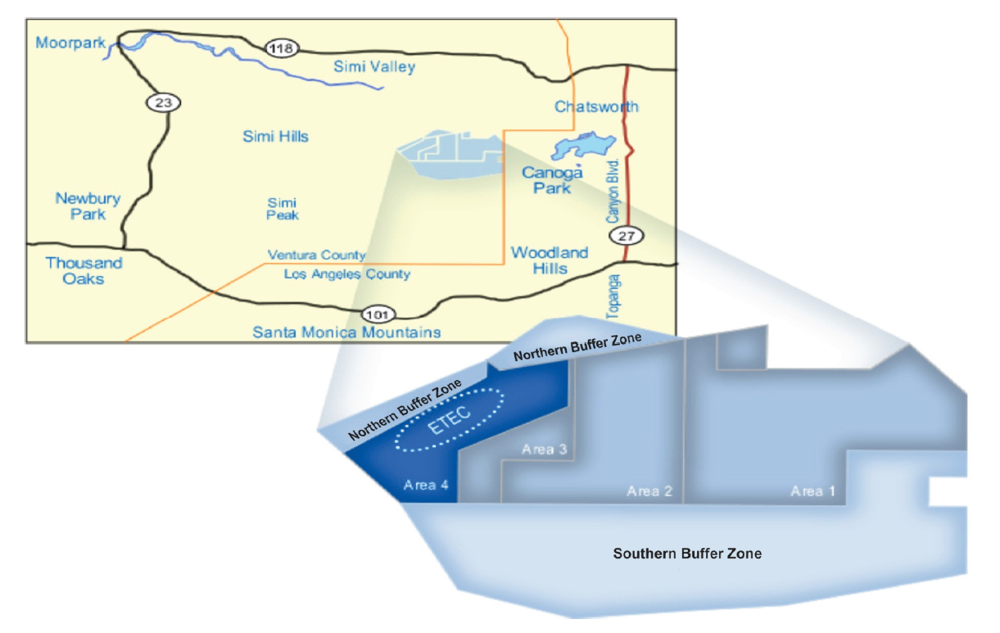 Moorpark
118
Simi Valley
23
Chatsworth
Simi Hills
Canoga
Park
Canyon Blvd.
Newbury
Park
Simi
Peak
27
Ventura County
Woodland
Hills
Thousand
Oaks
Los Angeles County
Topanga
101
Santa Monica Mountains
Northern Buffer Zone
Northern Buffer Zone
ETEC
Area 3
Area 4
Area 2
Area 1
Southern Buffer Zone